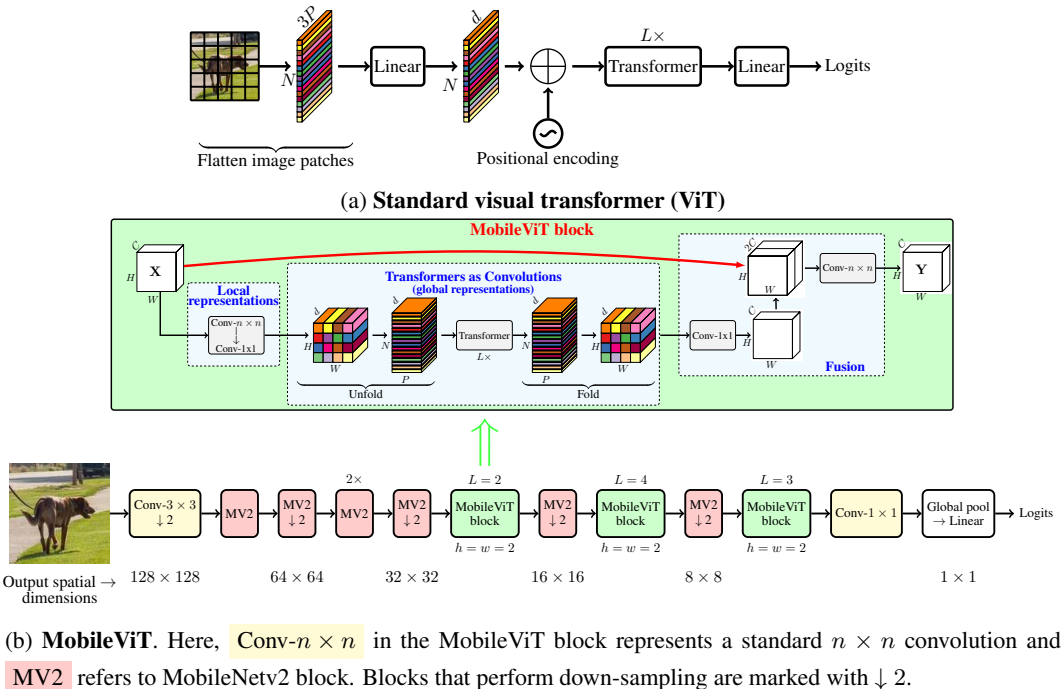 3P
d
L×
N
Linear
N
Transformer
Linear
Logits
Flatten image patches
Positional encoding
(a) Standard visual transformer (ViT)
MobileViT block
C
H
X
W
Local
representations
Conv-n × n
↓
Conv-1x1
Transformers as Convolutions
(global representations)
d
H
W
d
N
P
Transformer
L×
d
N
P
d
H
W
Unfold
Fold
Conv-1x1
C
H
W
2C
H
W
Conv-n × n
C
H
Y
W
Fusion
Conv-3 × 3
↓ 2
MV2
MV2
↓ 2
2×
MV2
MV2
↓ 2
L = 2
MobileViT
block
h = w = 2
MV2
↓ 2
L = 4
MobileViT
block
h = w = 2
MV2
↓ 2
L = 3
MobileViT
block
h = w = 2
Conv-1 × 1
Global pool
→ Linear
Logits
Output spatial →
dimensions
128 × 128
64 × 64
32 × 32
16 × 16
8 × 8
1 × 1
(b) MobileViT. Here, Conv-n × n in the MobileViT block represents a standard n × n convolution and
MV2 refers to MobileNetv2 block. Blocks that perform down-sampling are marked with ↓ 2.